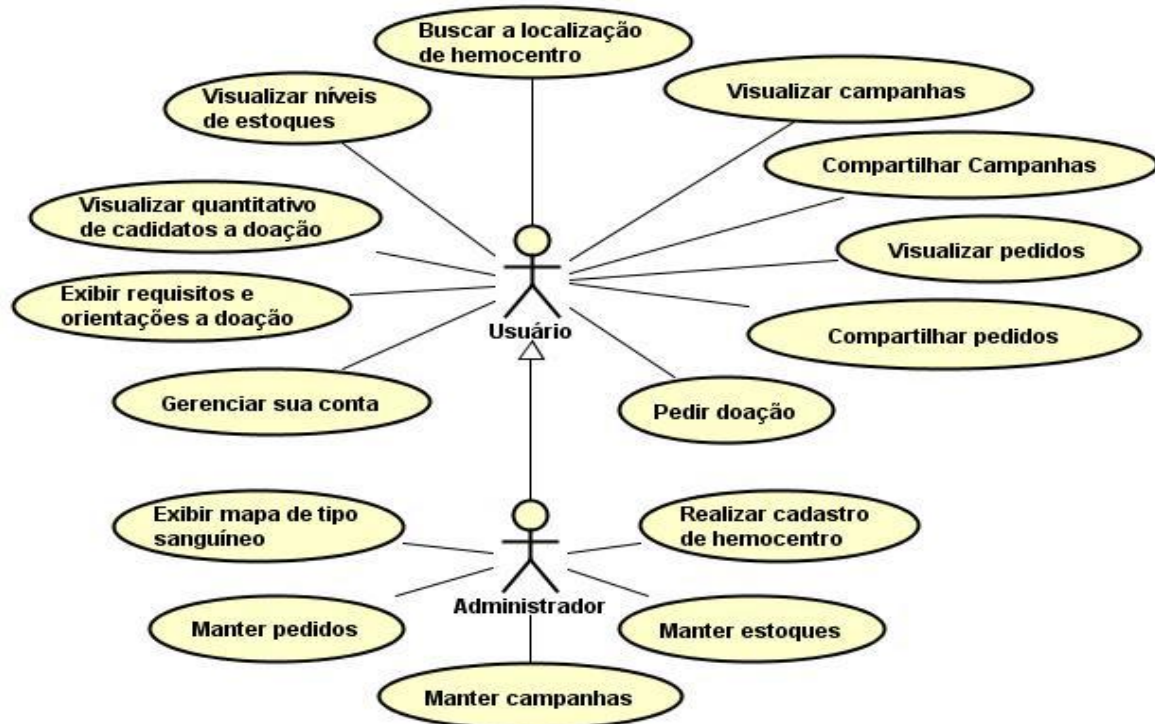 Buscar a localização
de hemocentro
Visualizar níveis
de estoques
Visualizar campanhas
Compartilhar Campanhas
Visualizar quantitativo
de cadidatos a doação
Visualizar pedidos
Exibir requisitos e
orientações a doação
Usuário
Compartilhar pedidos
Gerenciar sua conta
Pedir doação
Exibir mapa de tipo
sanguíneo
Realizar cadastro
de hemocentro
Administrador
Manter pedidos
Manter estoques
Manter campanhas